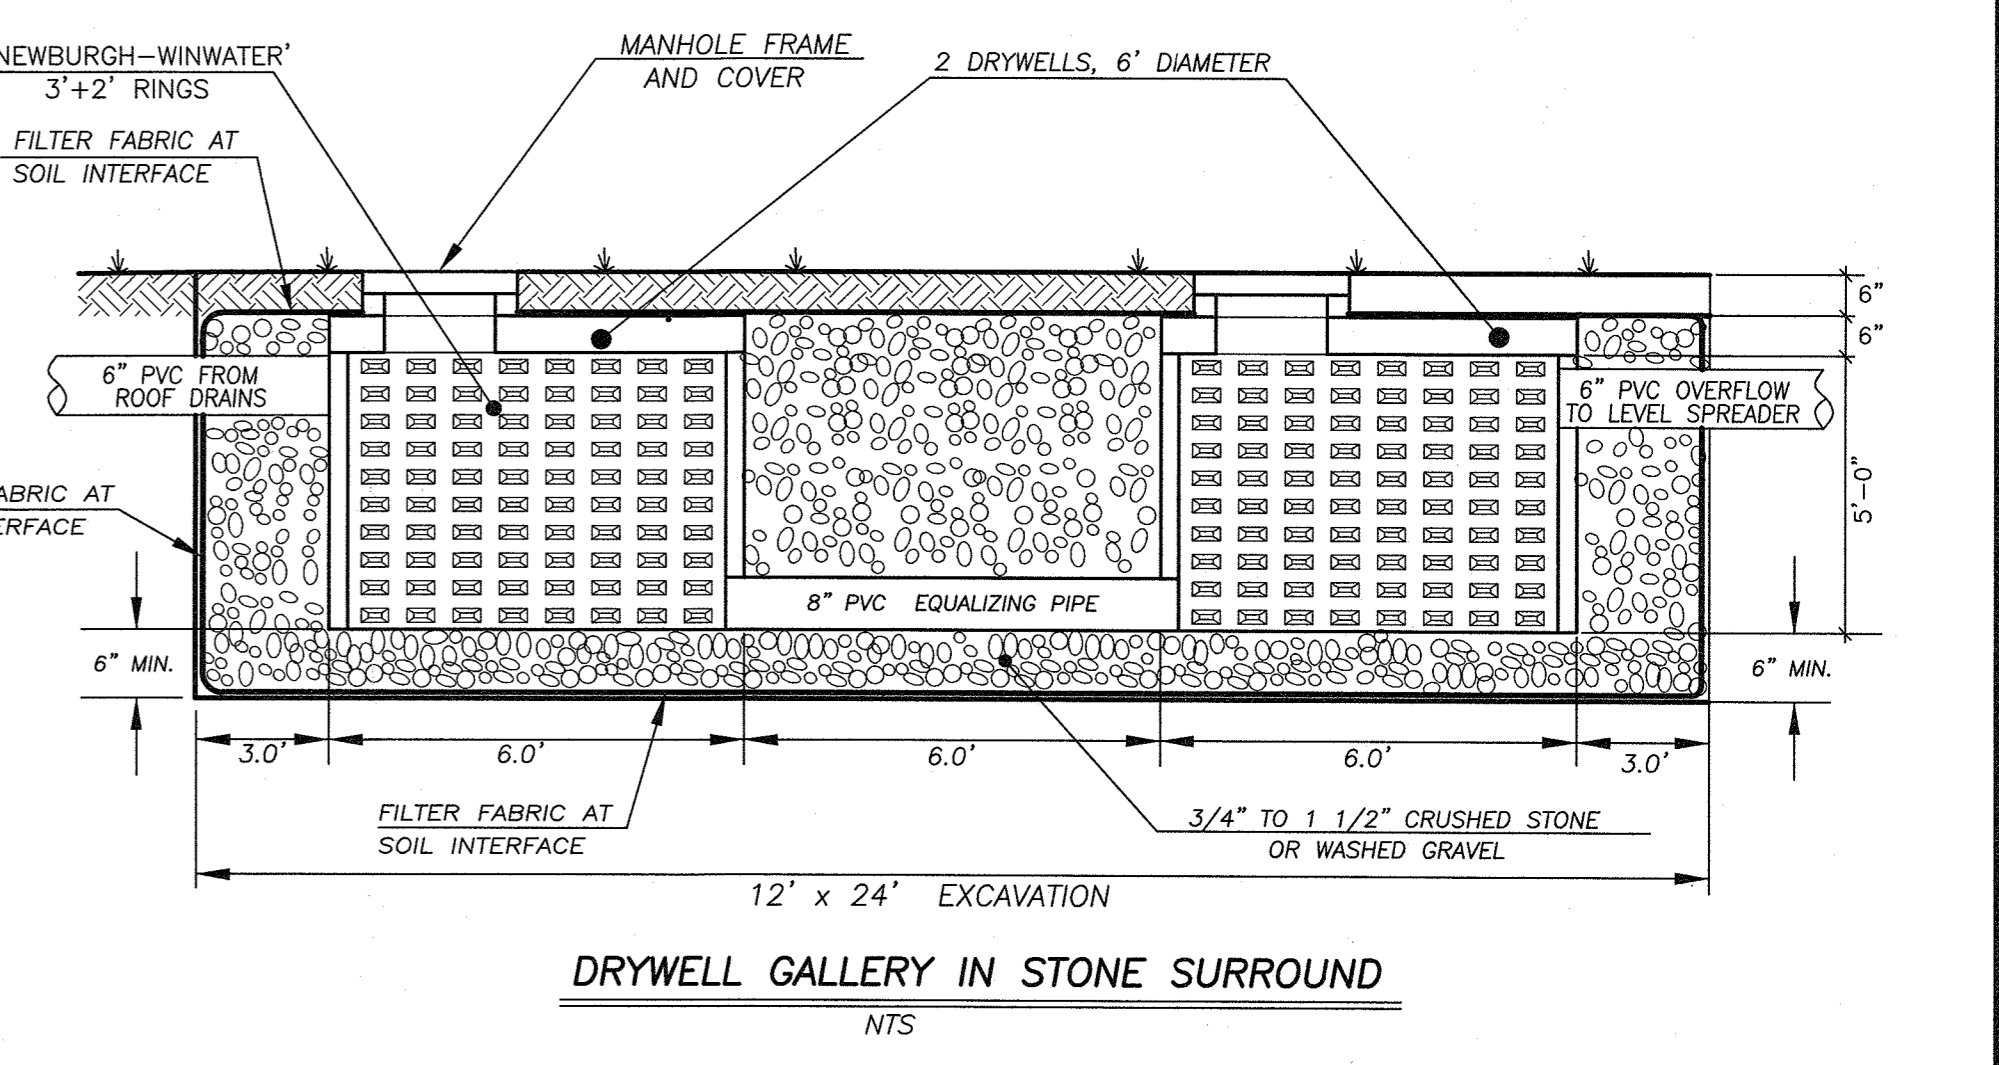 NEWBURGH-WINWATER'
3'+2' RINGS
MANHOLE FRAME
AND COVER
2 DRYWELLS, 6' DIAMETER
FILTER FABRIC AT
SOIL INTERFACE
6"
6"
6" PVC FROM
ROOF DRAINS
6" PVC OVERFLOW
TO LEVEL SPREADER
5'-0"
ABRIC AT
ERFACE
8" PVC EQUALIZING PIPE
6" MIN.
6" MIN.
3.0'
6.0'
6.0'
6.0'
3.0'
FILTER FABRIC AT
SOIL INTERFACE
3/4" TO 1 1/2" CRUSHED STONE
OR WASHED GRAVEL
12' x 24' EXCAVATION
DRYWELL GALLERY IN STONE SURROUND
NTS